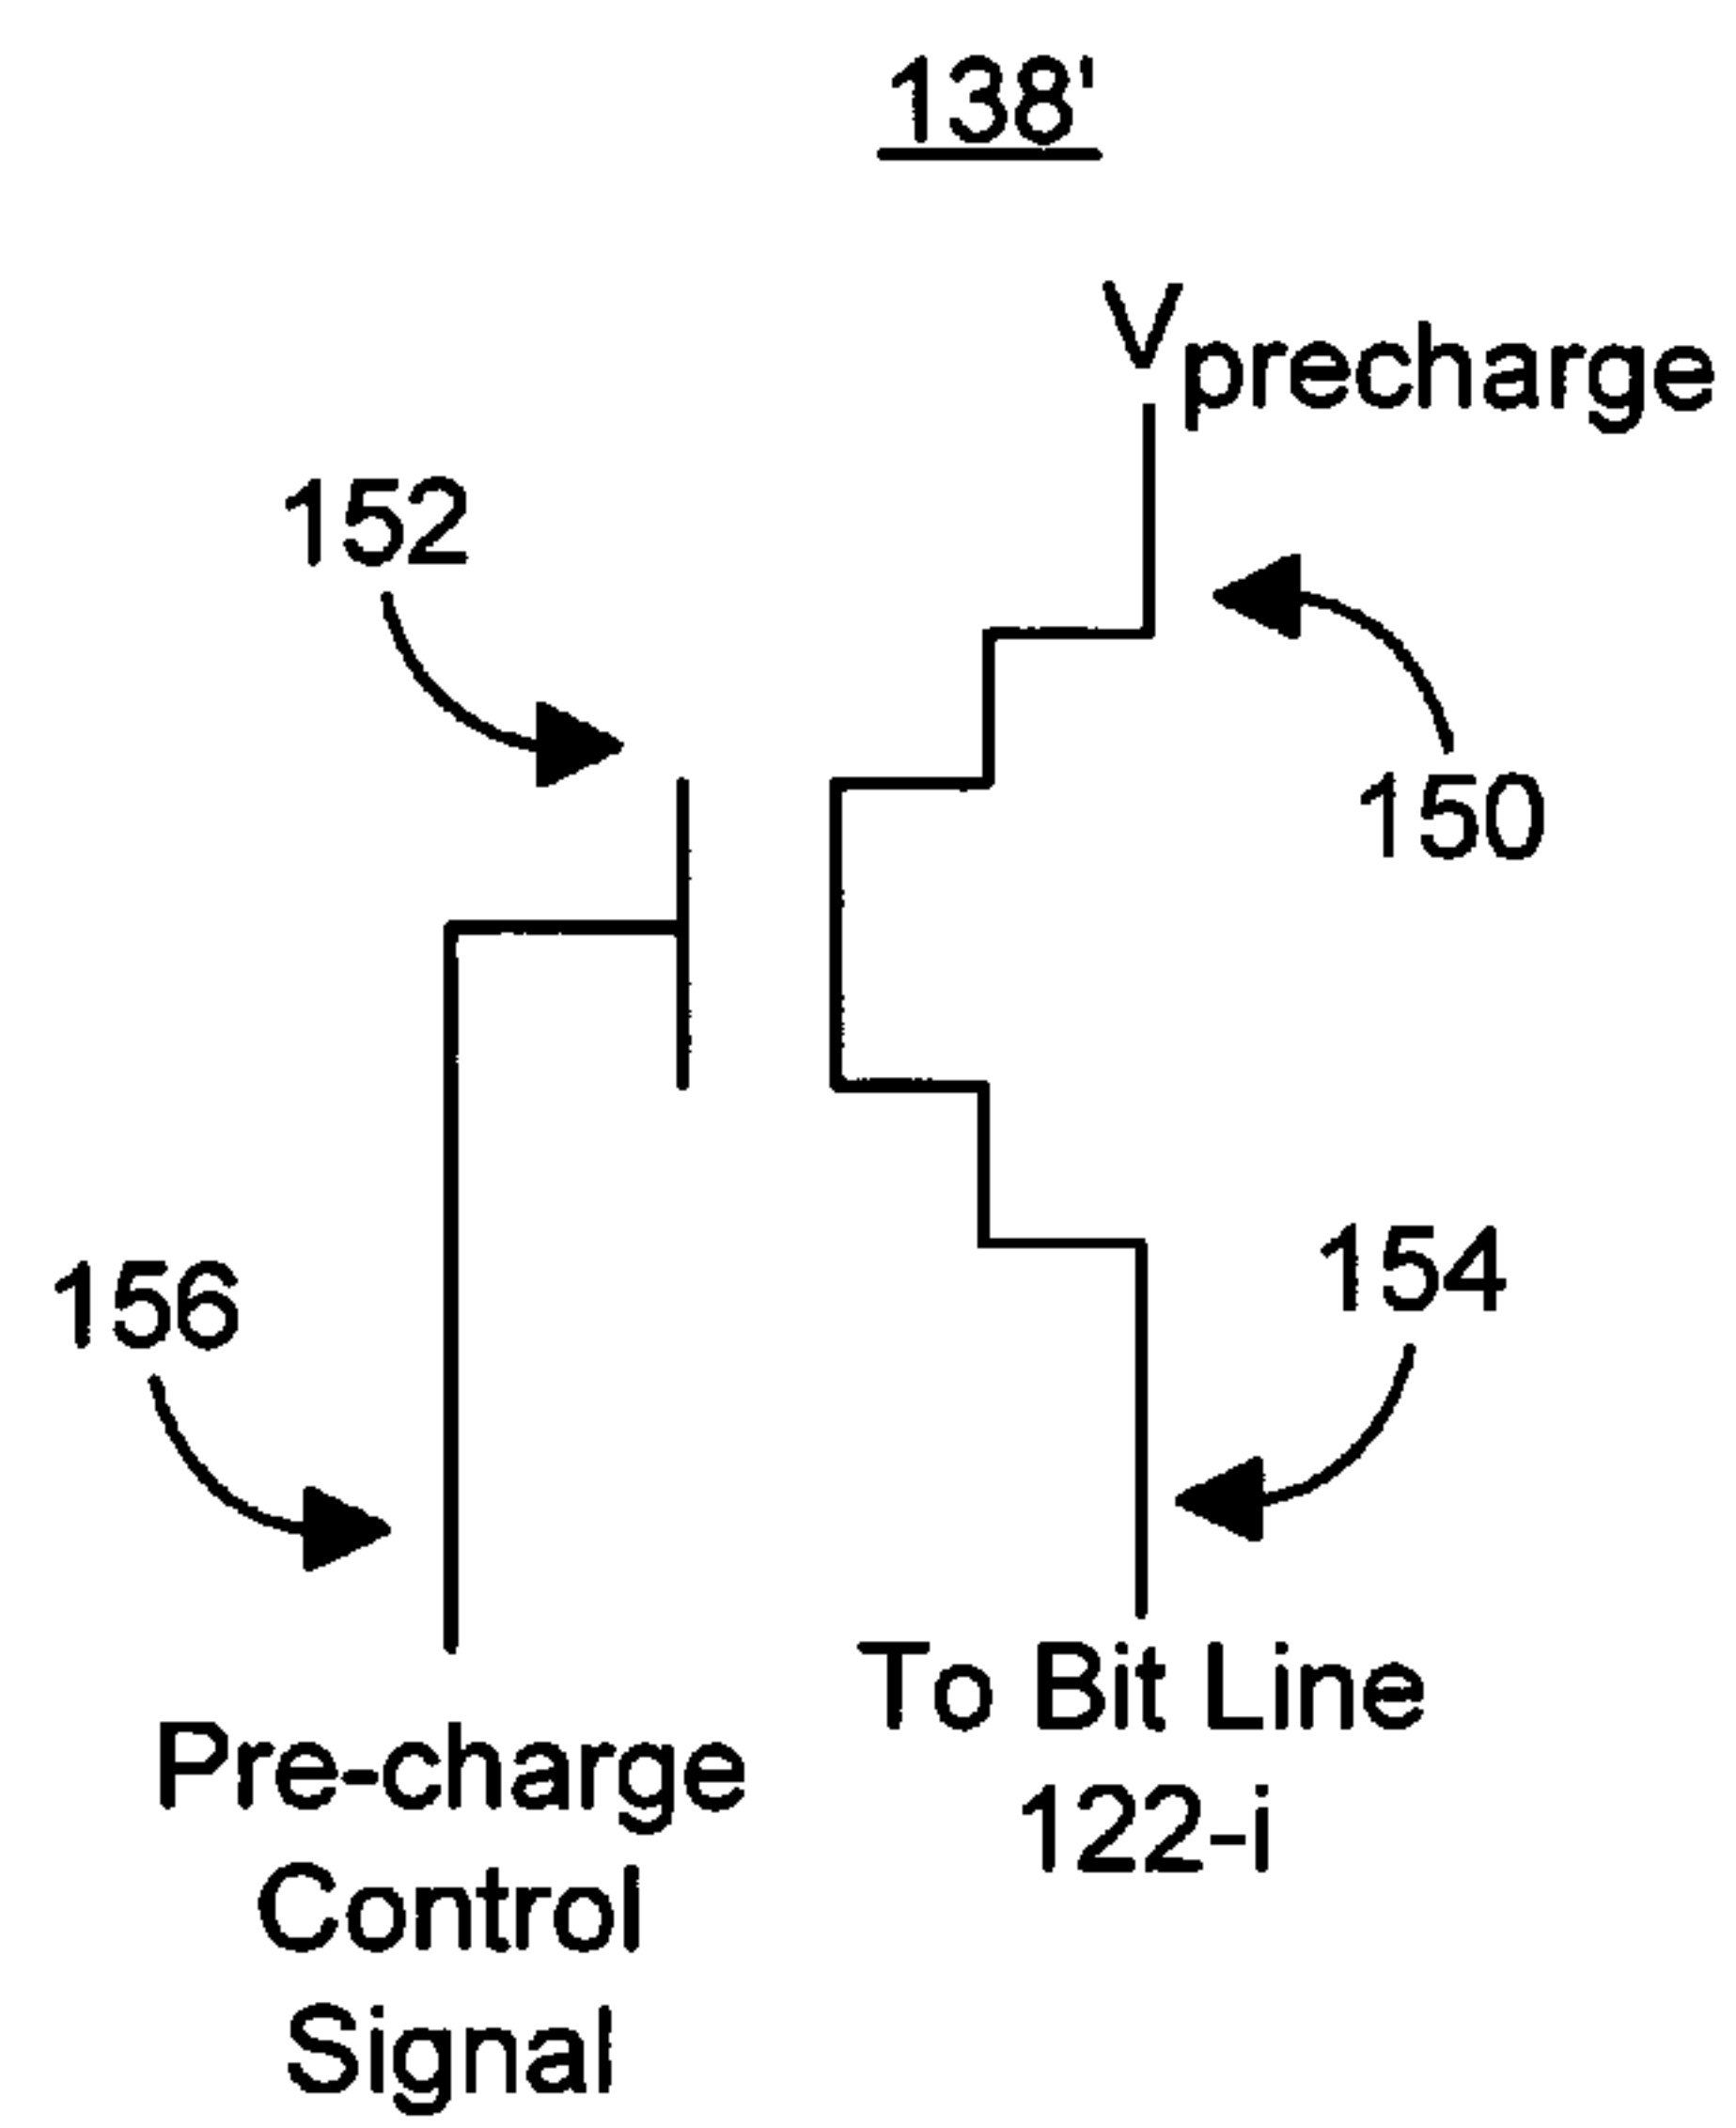 138'
Vprecharge
152
150
156
154
To Bit Line
122-i
Pre-charge
Control
Signal